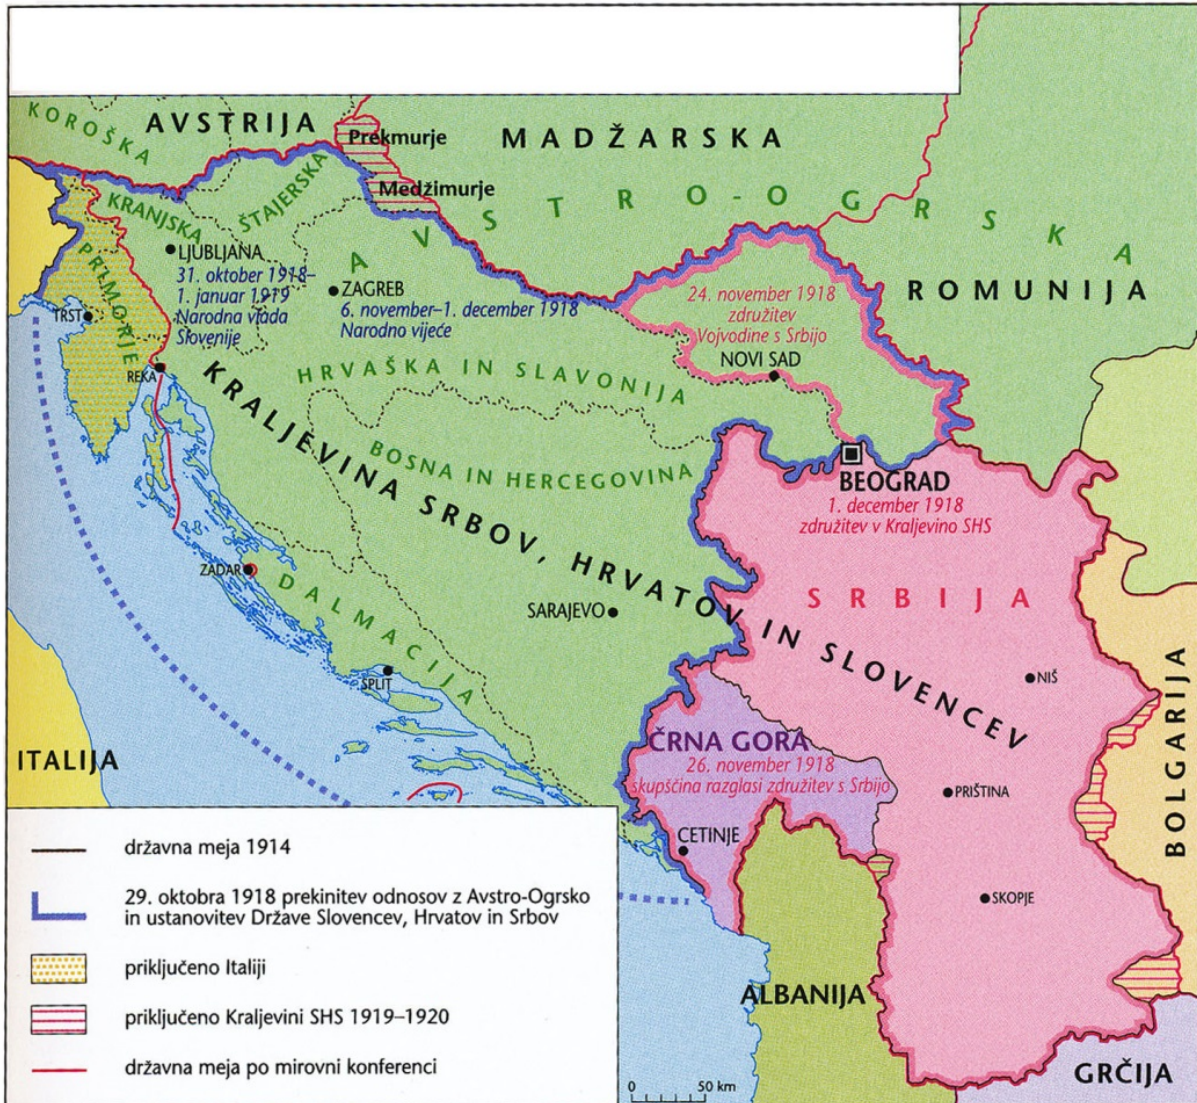 KOROŠKA
AVSTRIJA
Prekmurje
MADŽARSKA
Medžimurje
ŠTAJERSKA
KRANJSKA
AVSTRO-OGRSKA
PRIMORJE
LJUBLJANA
31. oktober 1918–
1. januar 1919
Narodna vlada
Slovenije
ZAGREB
6. november–1. december 1918
Narodno vijeće
24. november 1918
združitev
Vojvodine s Srbijo
NOVI SAD
ROMUNIJA
TRST
REKA
HRVAŠKA IN SLAVONIJA
BOSNA IN HERCEGOVINA
KRALJEVINA SRBOV, HRVATOV IN SLOVENCEV
BEOGRAD
1. december 1918
združitev v Kraljevino SHS
ZADAR
DALMACIJA
SARAJEVO
SRBIJA
SPLIT
NIŠ
ITALIJA
ČRNA GORA
26. november 1918
skupščina razglasi združitev s Srbijo
PRIŠTINA
BOLGARIJA
CETINJE
SKOPJE
ALBANIJA
GRČIJA
državna meja 1914
29. oktobra 1918 prekinitev odnosov z Avstro-Ogrsko
in ustanovitev Države Slovencev, Hrvatov in Srbov
priključeno Italiji
priključeno Kraljevini SHS 1919–1920
državna meja po mirovni konferenci
0 50 km